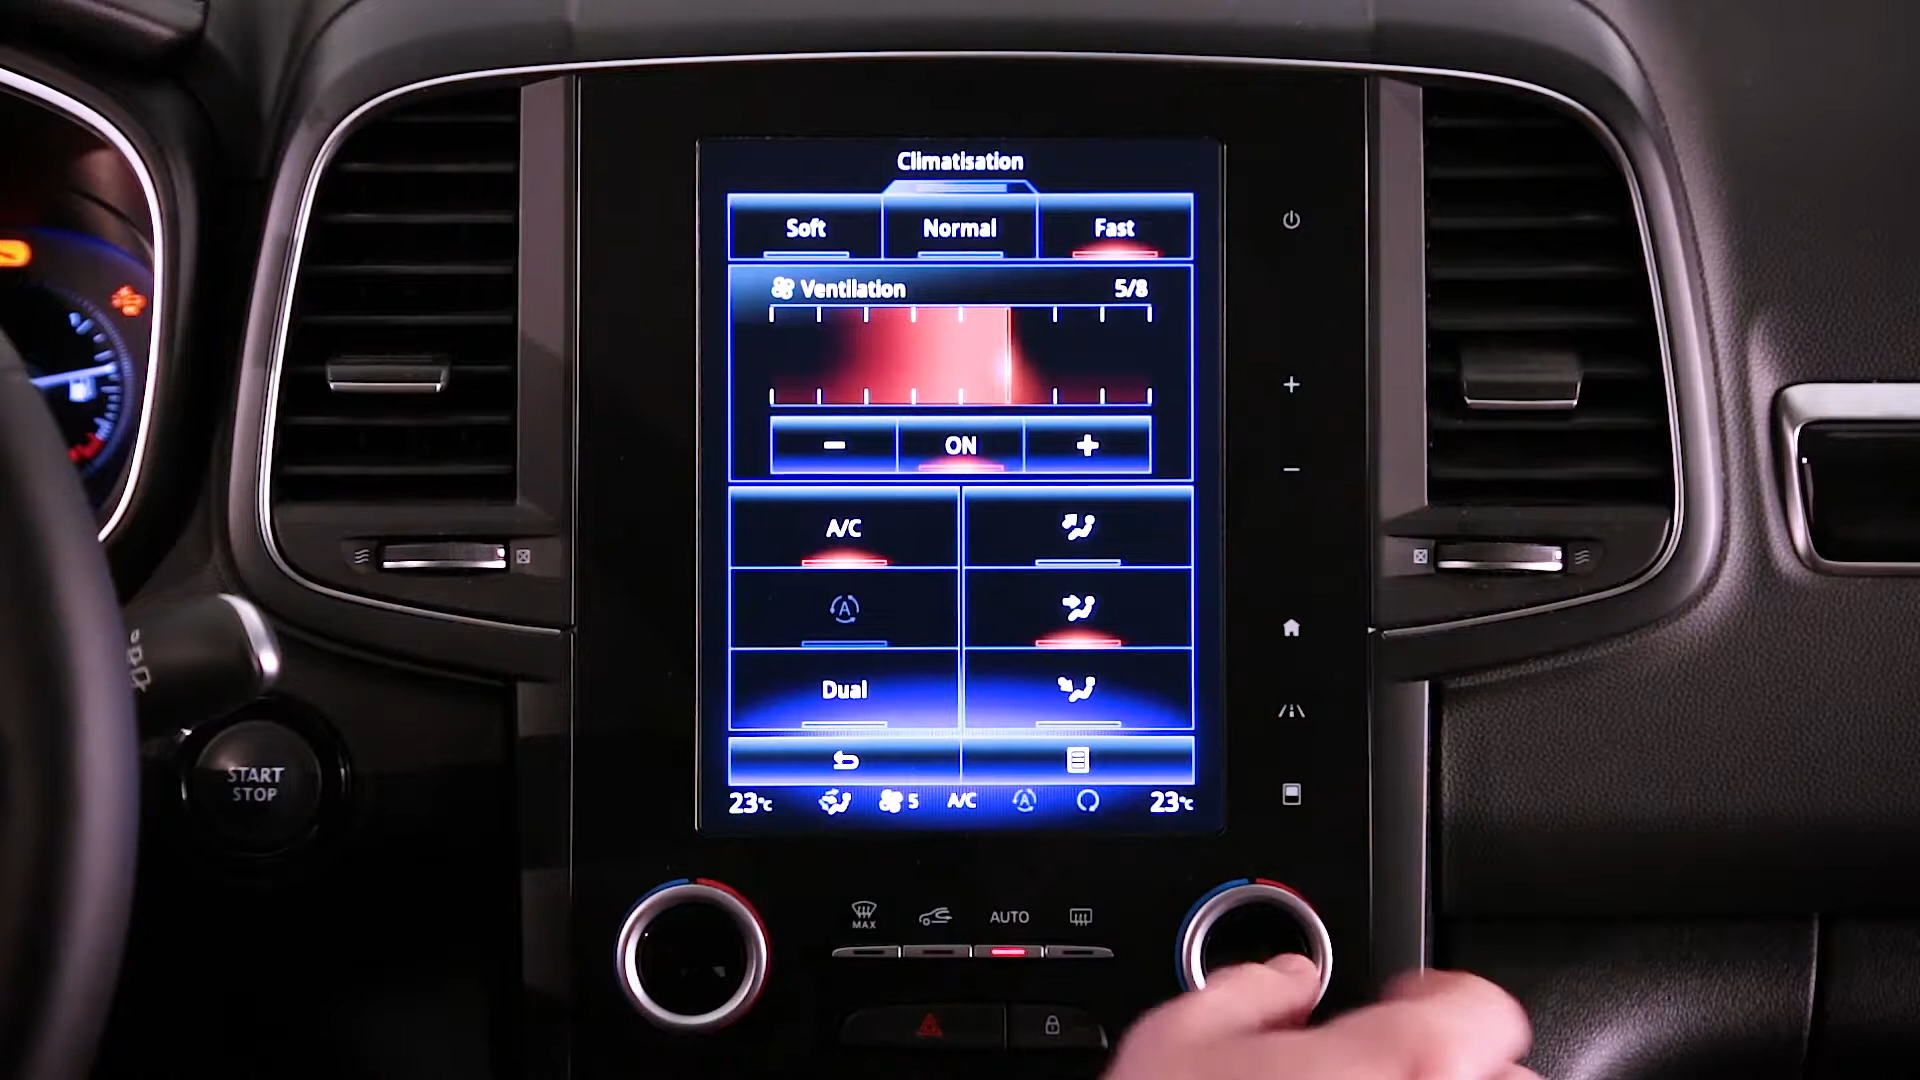 Climatisation
Soft Normal Fast
Ventilation 5/8
ON
A/C
A
Dual
23°C 5 A/C A 23°C
START
STOP
MAX
AUTO